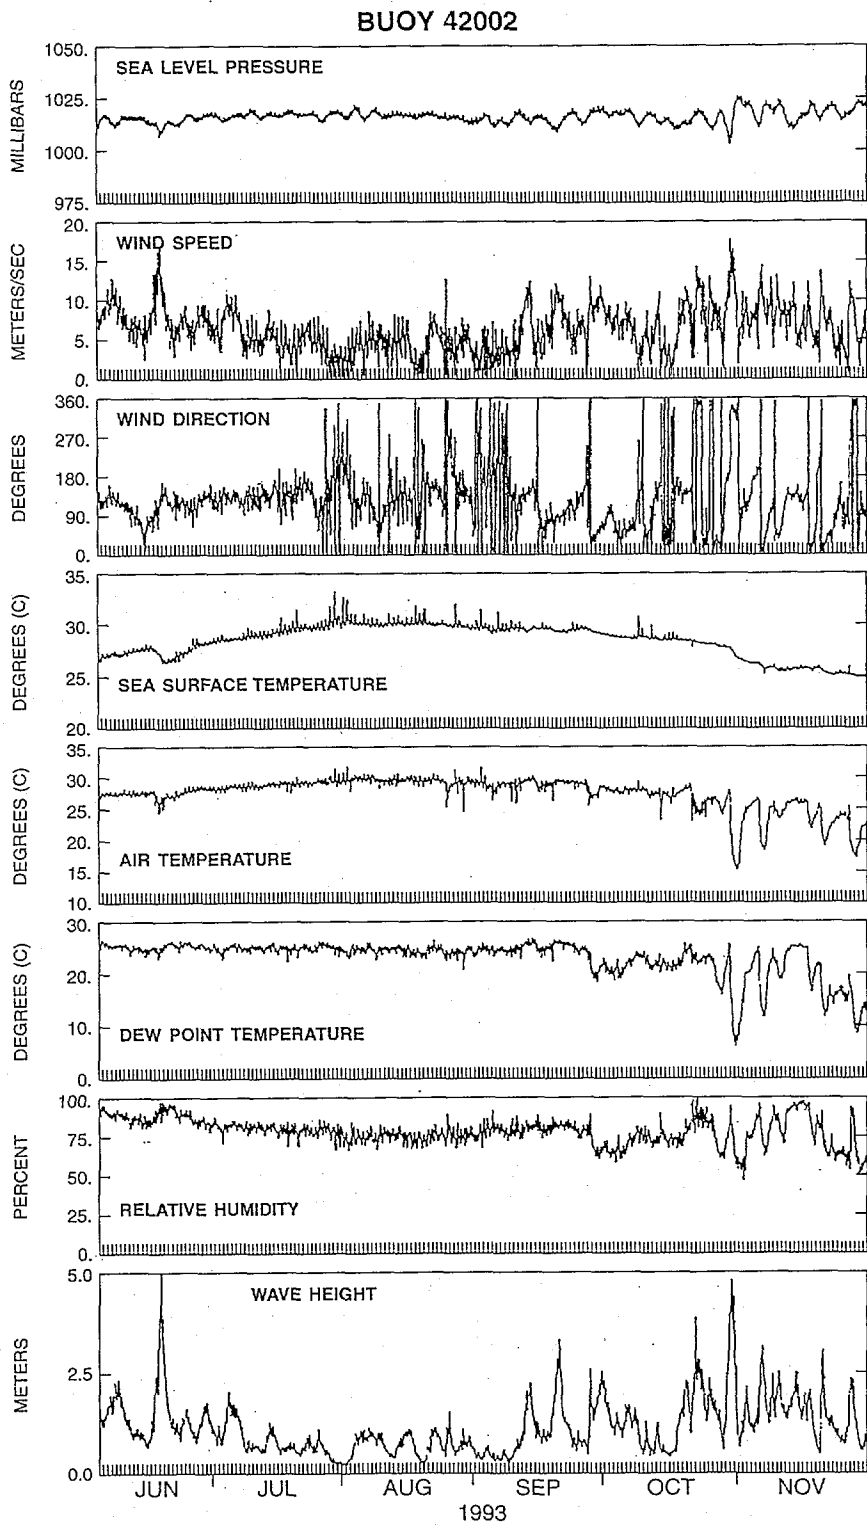 BUOY 42002
1050.
SEA LEVEL PRESSURE
1025.
MILLIBARS
1000.
975.
20.
WIND SPEED
15.
METERS/SEC
10.
5.
0.
360.
WIND DIRECTION
270.
DEGREES
180.
90.
0.
35.
30.
DEGREES (C)
25.
SEA SURFACE TEMPERATURE
20.
35.
30.
DEGREES (C)
25.
20.
AIR TEMPERATURE
15.
10.
30.
20.
DEGREES (C)
10.
DEW POINT TEMPERATURE
0.
100.
75.
PERCENT
50.
25.
RELATIVE HUMIDITY
0.
5.0
WAVE HEIGHT
METERS
2.5
0.0
JUN JUL AUG SEP OCT NOV
1993